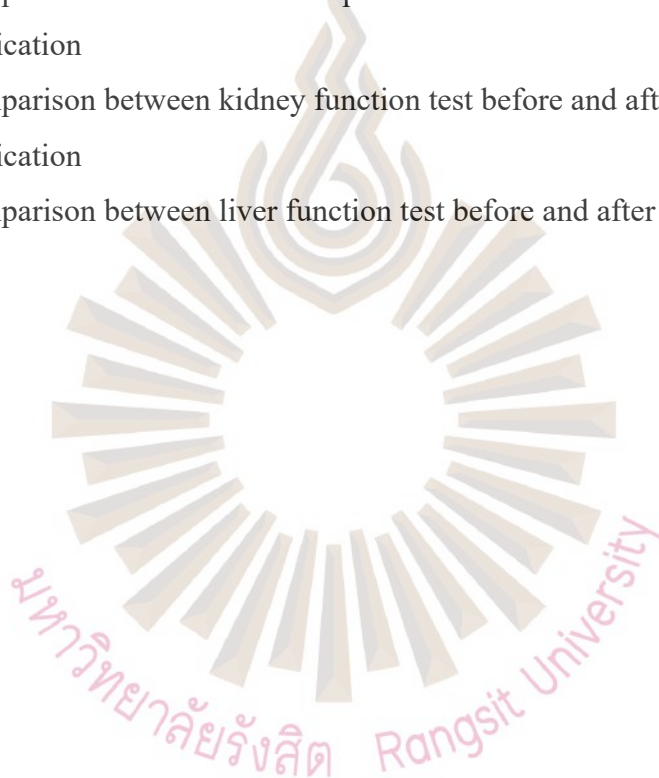 ication
parison between kidney function test before and aft
ication
parison between liver function test before and after
มหาวิทยาลัยรังสิต Rangsit University